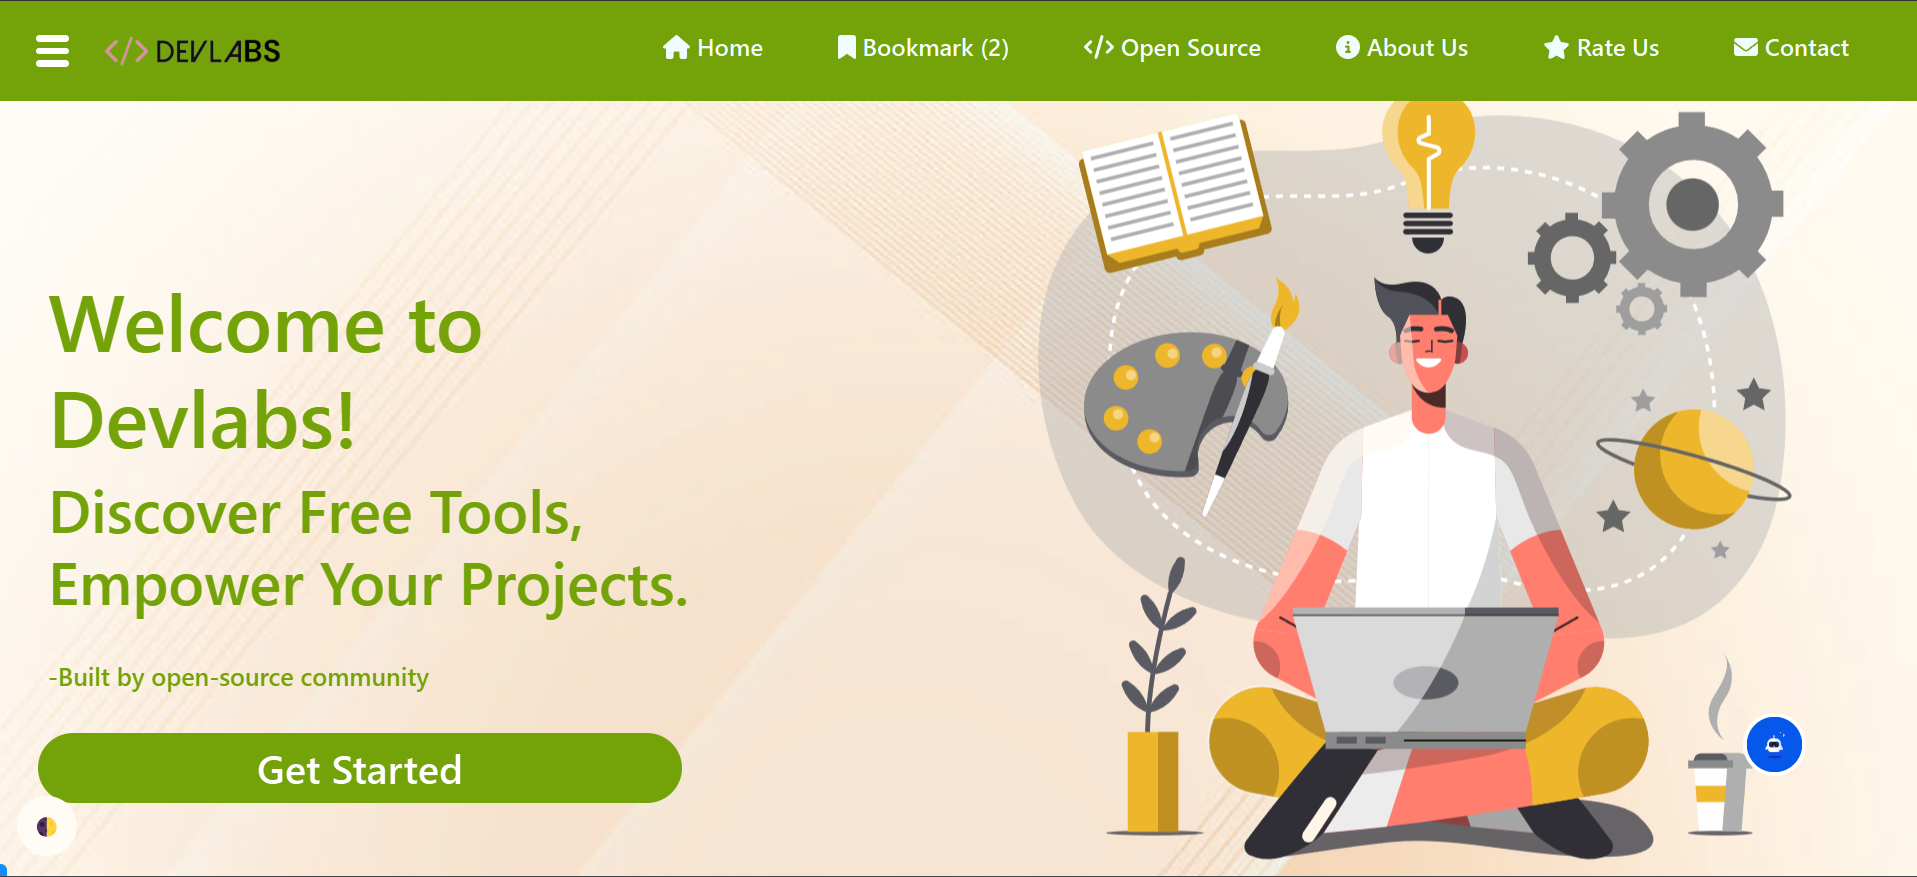 </> DEVLABS
Home
Bookmark (2)
</> Open Source
About Us
Rate Us
Contact
Welcome to
Devlabs!
Discover Free Tools,
Empower Your Projects.
-Built by open-source community
Get Started